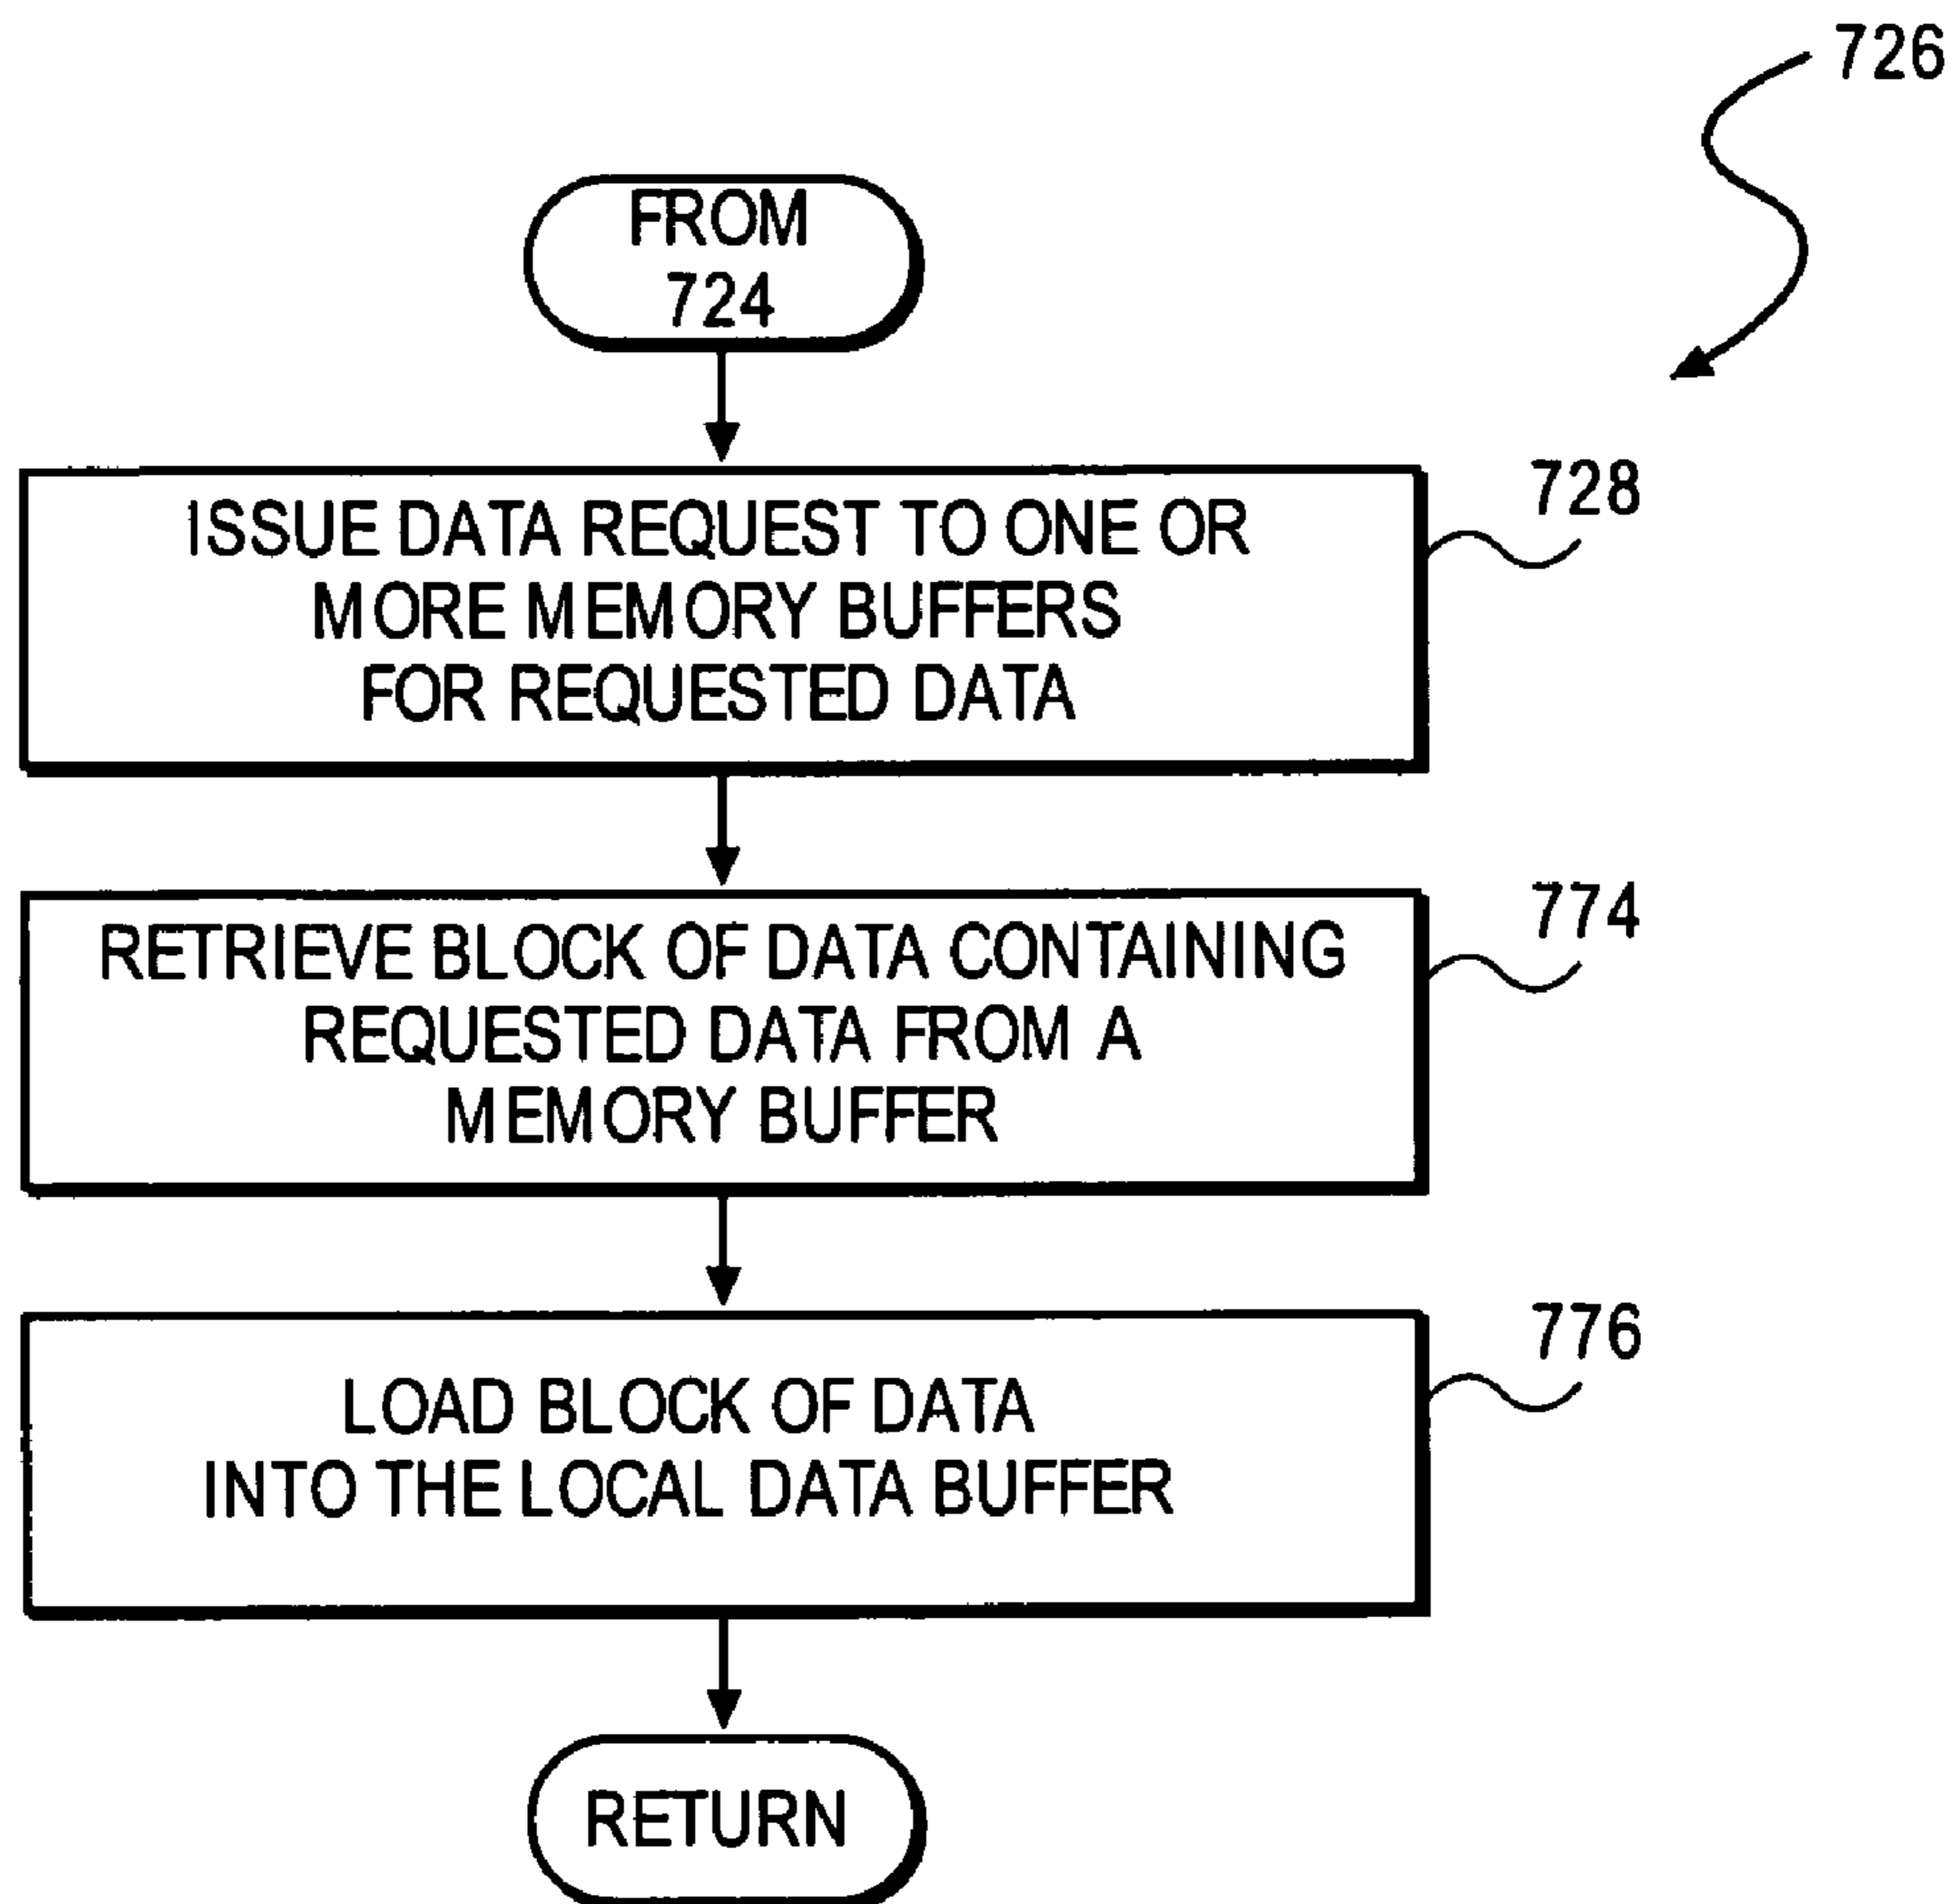 726
FROM
724
ISSUE DATA REQUEST TO ONE OR
MORE MEMORY BUFFERS
FOR REQUESTED DATA
728
RETRIEVE BLOCK OF DATA CONTAINING
REQUESTED DATA FROM A
MEMORY BUFFER
774
LOAD BLOCK OF DATA
INTO THE LOCAL DATA BUFFER
776
RETURN